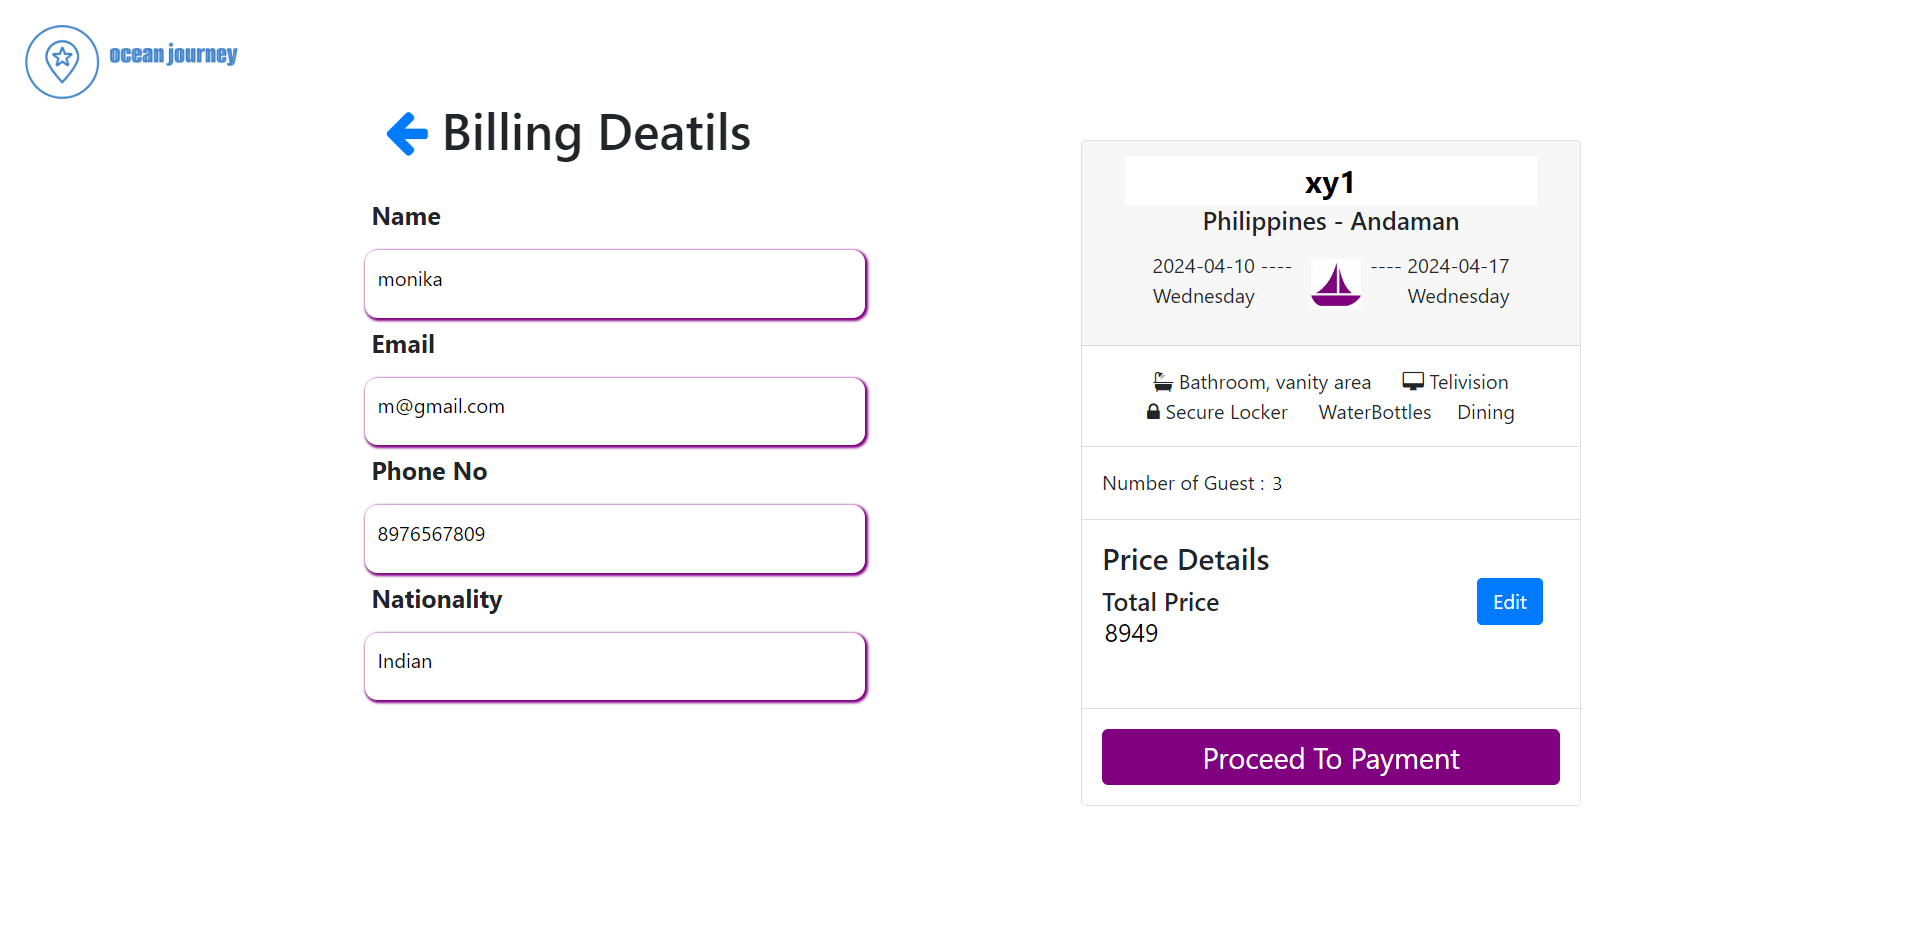 ocean journey
Billing Deatils
Name
monika
Email
m@gmail.com
Phone No
8976567809
Nationality
Indian
xy1
Philippines - Andaman
2024-04-10 ---- ---- 2024-04-17
Wednesday Wednesday
Bathroom, vanity area Telivision
Secure Locker WaterBottles Dining
Number of Guest : 3
Price Details
Total Price
Edit
8949
Proceed To Payment